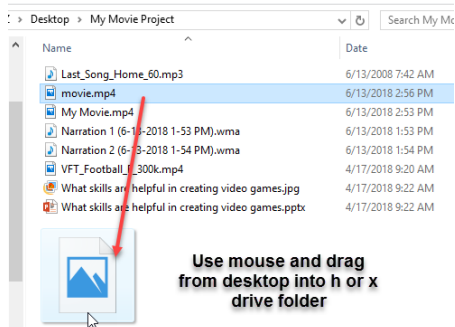 Desktop > My Movie Project
Search My Mo
Name
Date
Last_Song_Home_60.mp3
6/13/2008 7:42 AM
movie.mp4
6/13/2018 2:56 PM
My Movie.mp4
6/13/2018 2:53 PM
Narration 1 (6-13-2018 1-53 PM).wma
6/13/2018 1:53 PM
Narration 2 (6-13-2018 1-54 PM).wma
6/13/2018 1:54 PM
VFT_Football_ _300k.mp4
4/17/2018 9:20 AM
What skills are helpful in creating video games.jpg
4/17/2018 9:22 AM
What skills are helpful in creating video games.pptx
4/17/2018 9:22 AM
Use mouse and drag
from desktop into h or x
drive folder